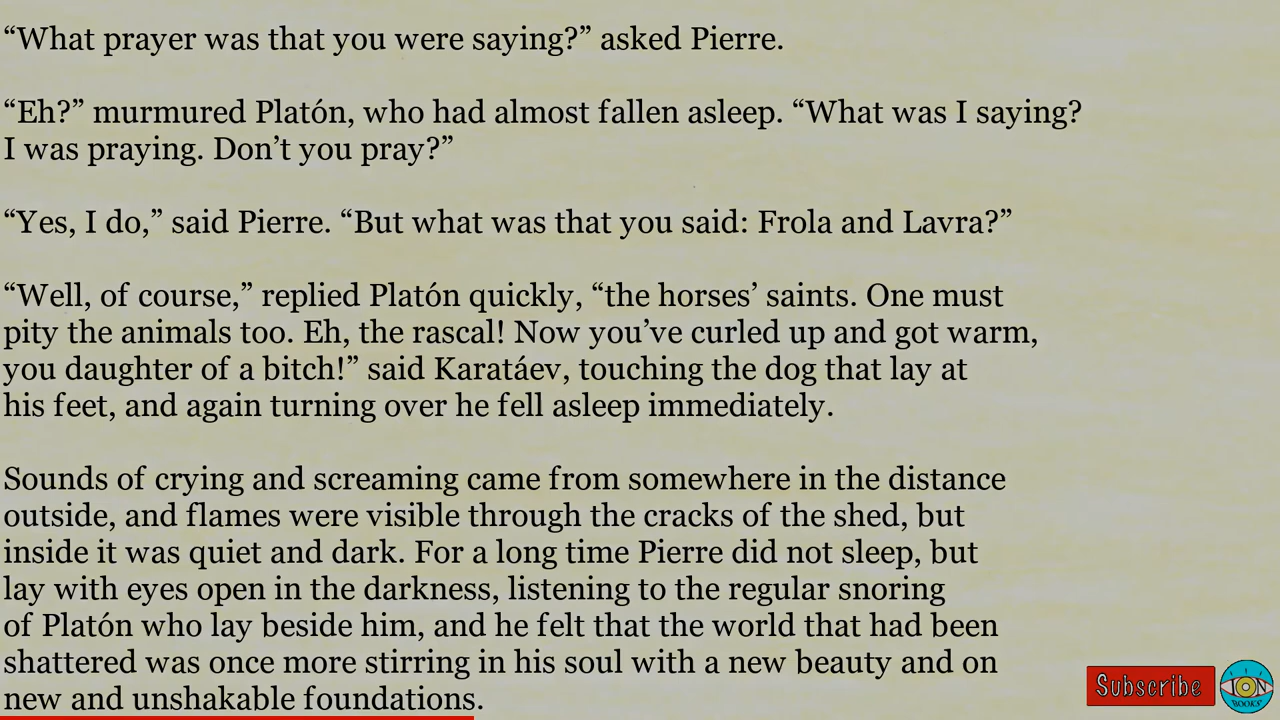 “What prayer was that you were saying?” asked Pierre.
“Eh?” murmured Platón, who had almost fallen asleep. “What was I saying?
I was praying. Don’t you pray?”
“Yes, I do,” said Pierre. “But what was that you said: Frola and Lavra?”
“Well, of course,” replied Platón quickly, “the horses’ saints. One must
pity the animals too. Eh, the rascal! Now you’ve curled up and got warm,
you daughter of a bitch!” said Karatáev, touching the dog that lay at
his feet, and again turning over he fell asleep immediately.
Sounds of crying and screaming came from somewhere in the distance
outside, and flames were visible through the cracks of the shed, but
inside it was quiet and dark. For a long time Pierre did not sleep, but
lay with eyes open in the darkness, listening to the regular snoring
of Platón who lay beside him, and he felt that the world that had been
shattered was once more stirring in his soul with a new beauty and on
new and unshakable foundations.
Subscribe
ION
BOOKS